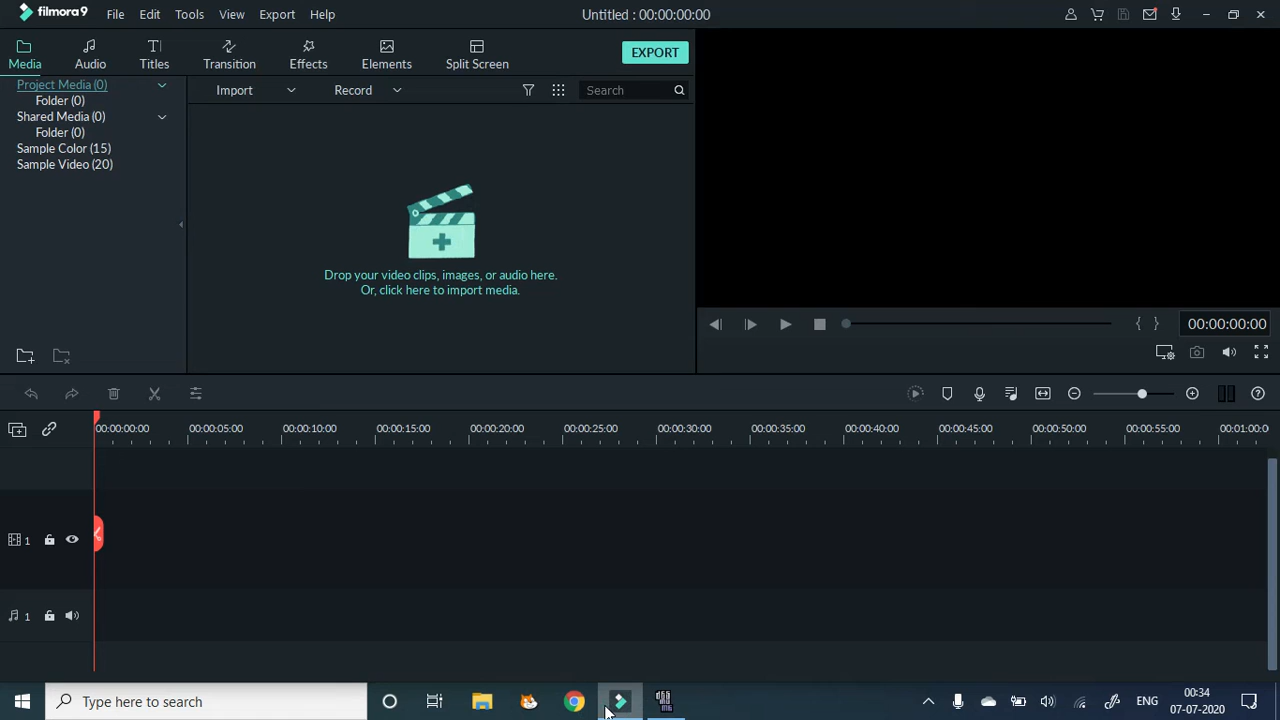 filmora9 File Edit Tools View Export Help Untitled : 00:00:00:00
Media Audio Titles Transition Effects Elements Split Screen EXPORT
Project Media (0)
Folder (0)
Shared Media (0)
Folder (0)
Sample Color (15)
Sample Video (20)
Import Record Search
Drop your video clips, images, or audio here.
Or, click here to import media.
00:00:00:00
00:00:00:00 00:00:05:00 00:00:10:00 00:00:15:00 00:00:20:00 00:00:25:00 00:00:30:00 00:00:35:00 00:00:40:00 00:00:45:00 00:00:50:00 00:00:55:00 00:01:00:0
1
1
Type here to search
ENG
00:34
07-07-2020